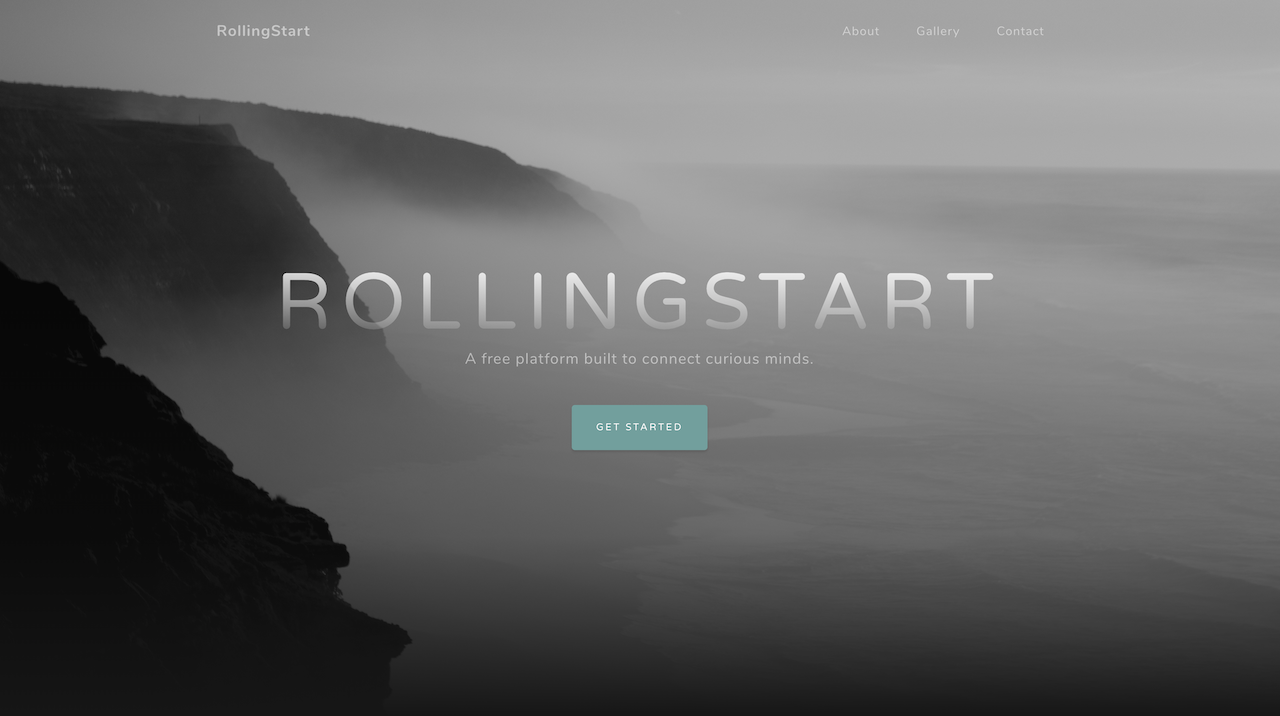 RollingStart
About Gallery Contact
ROLLINGSTART
A free platform built to connect curious minds.
GET STARTED